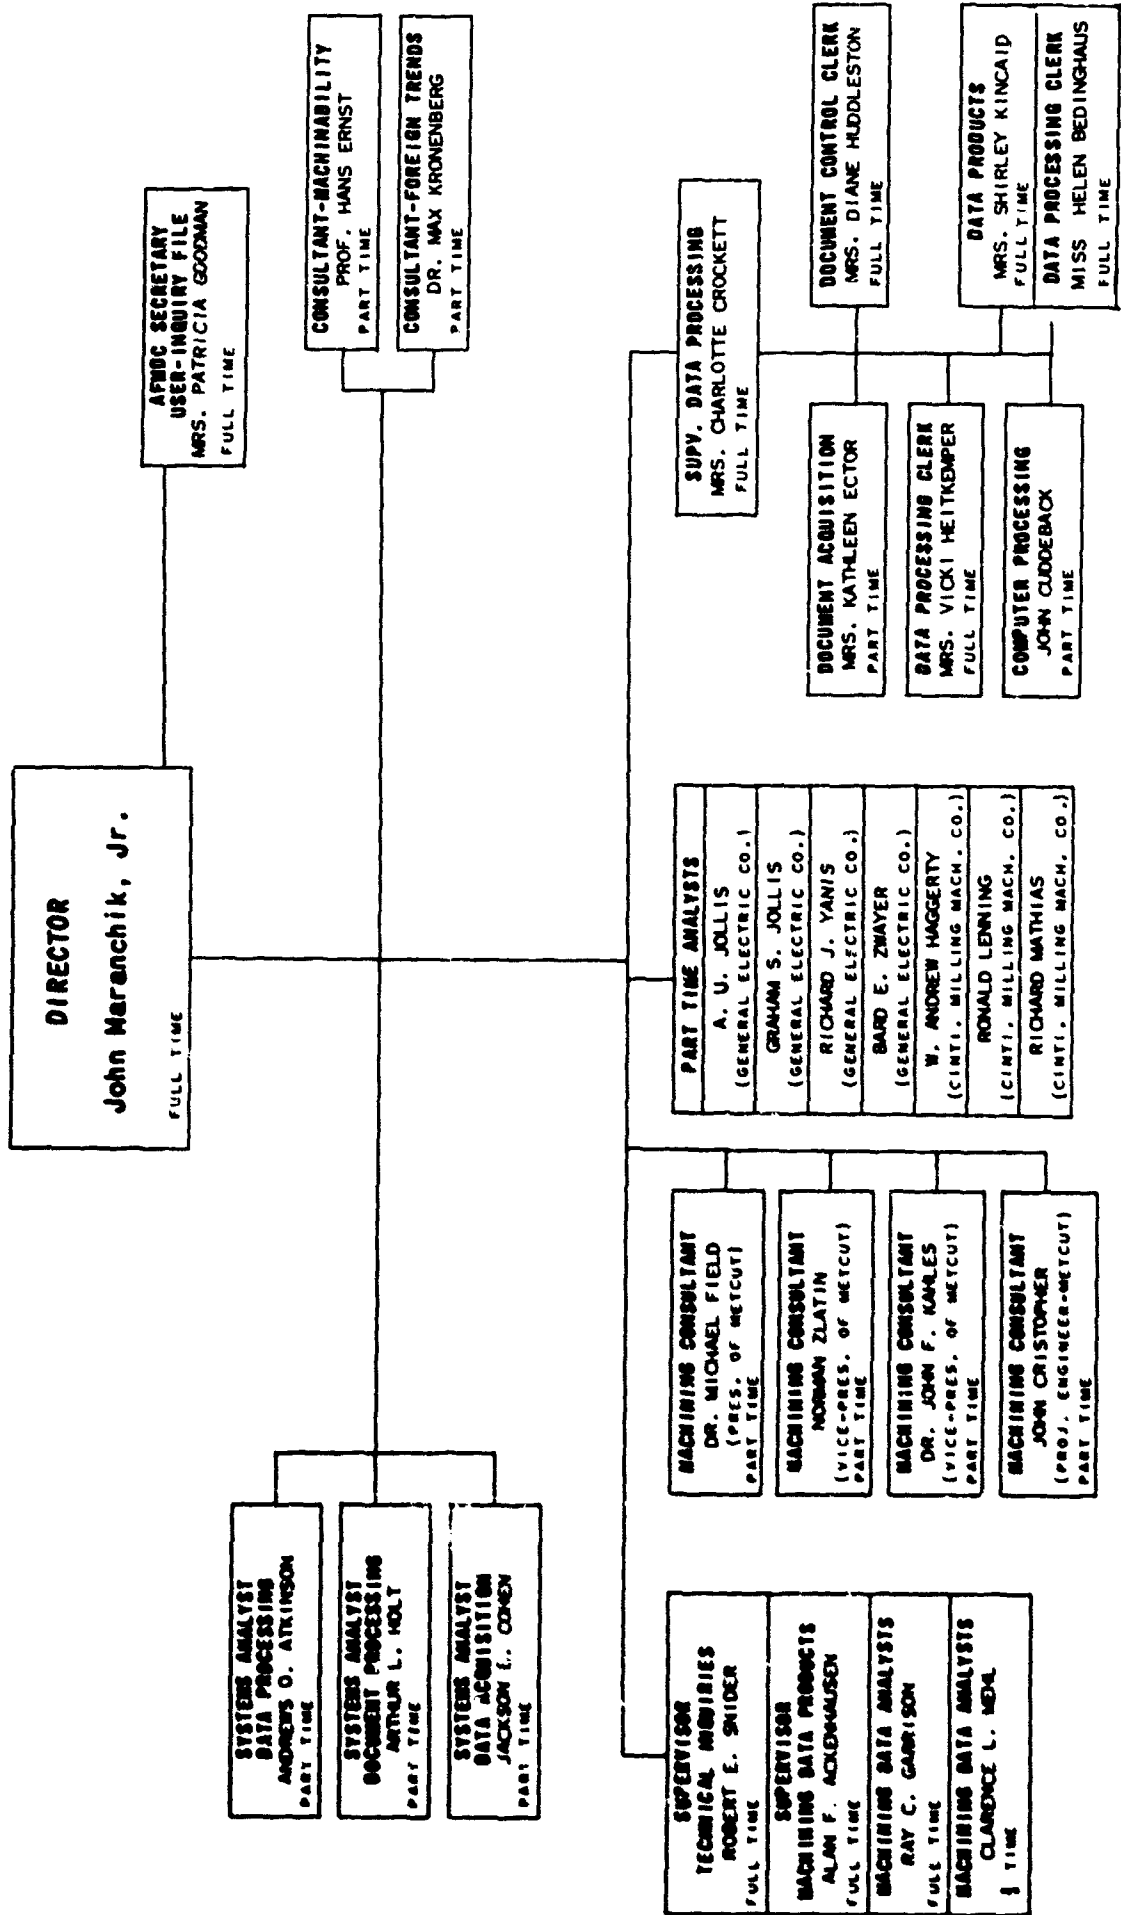 DIRECTOR
John Maranchik, Jr.
FULL TIME
AFMDC SECRETARY
USER-INQUIRY FILE
MRS. PATRICIA GOODMAN
FULL TIME
SYSTEMS ANALYST
DATA PROCESSING
ANDREWS O. ATKINSON
PART TIME
SYSTEMS ANALYST
DOCUMENT PROCESSING
ARTHUR L. HOLT
PART TIME
SYSTEMS ANALYST
DATA ACQUISITION
JACKSON E. COHEN
PART TIME
CONSULTANT-MACHINABILITY
PROF. HANS ERNST
PART TIME
CONSULTANT-FOREIGN TRENDS
DR. MAX KRONENBERG
PART TIME
SUPERVISOR
TECHNICAL INQUIRIES
ROBERT E. SNIDER
FULL TIME
SUPERVISOR
MACHINING DATA PRODUCTS
ALAN F. ACKENHAUSEN
FULL TIME
MACHINING DATA ANALYSTS
RAY C. GARRISON
FULL TIME
MACHINING DATA ANALYSTS
CLARENCE L. MEHL
TIME
MACHINING CONSULTANT
DR. MICHAEL FIELD
(PRES. OF METCUT)
PART TIME
MACHINING CONSULTANT
NORMAN ZLATIN
(VICE-PRES. OF METCUT)
PART TIME
MACHINING CONSULTANT
DR. JOHN F. KAHLES
(VICE-PRES. OF METCUT)
PART TIME
MACHINING CONSULTANT
JOHN CRISTOPHER
(PROJ. ENGINEER-METCUT)
PART TIME
PART TIME ANALYSTS
A. U. JOLLIS
(GENERAL ELECTRIC CO.)
GRAHAM S. JOLLIS
(GENERAL ELECTRIC CO.)
RICHARD J. YANIS
(GENERAL ELECTRIC CO.)
BARD E. ZWAYER
(GENERAL ELECTRIC CO.)
W. ANDREW HAGGERTY
(CINTI. MILLING MACH. CO.)
RONALD LENNING
(CINTI. MILLING MACH. CO.)
RICHARD MATHIAS
(CINTI. MILLING MACH. CO.)
SUPV. DATA PROCESSING
MRS. CHARLOTTE CROCKETT
FULL TIME
DOCUMENT ACQUISITION
MRS. KATHLEEN ECTOR
PART TIME
DOCUMENT CONTROL CLERK
MRS. DIANE HUDDLESTON
FULL TIME
DATA PROCESSING CLERK
MRS. VICKI HEITKEMPER
FULL TIME
DATA PRODUCTS
MRS. SHIRLEY KINCAID
FULL TIME
DATA PROCESSING CLERK
MISS HELEN BEDINGHAUS
FULL TIME
COMPUTER PROCESSING
JOHN CUDDEBACK
PART TIME